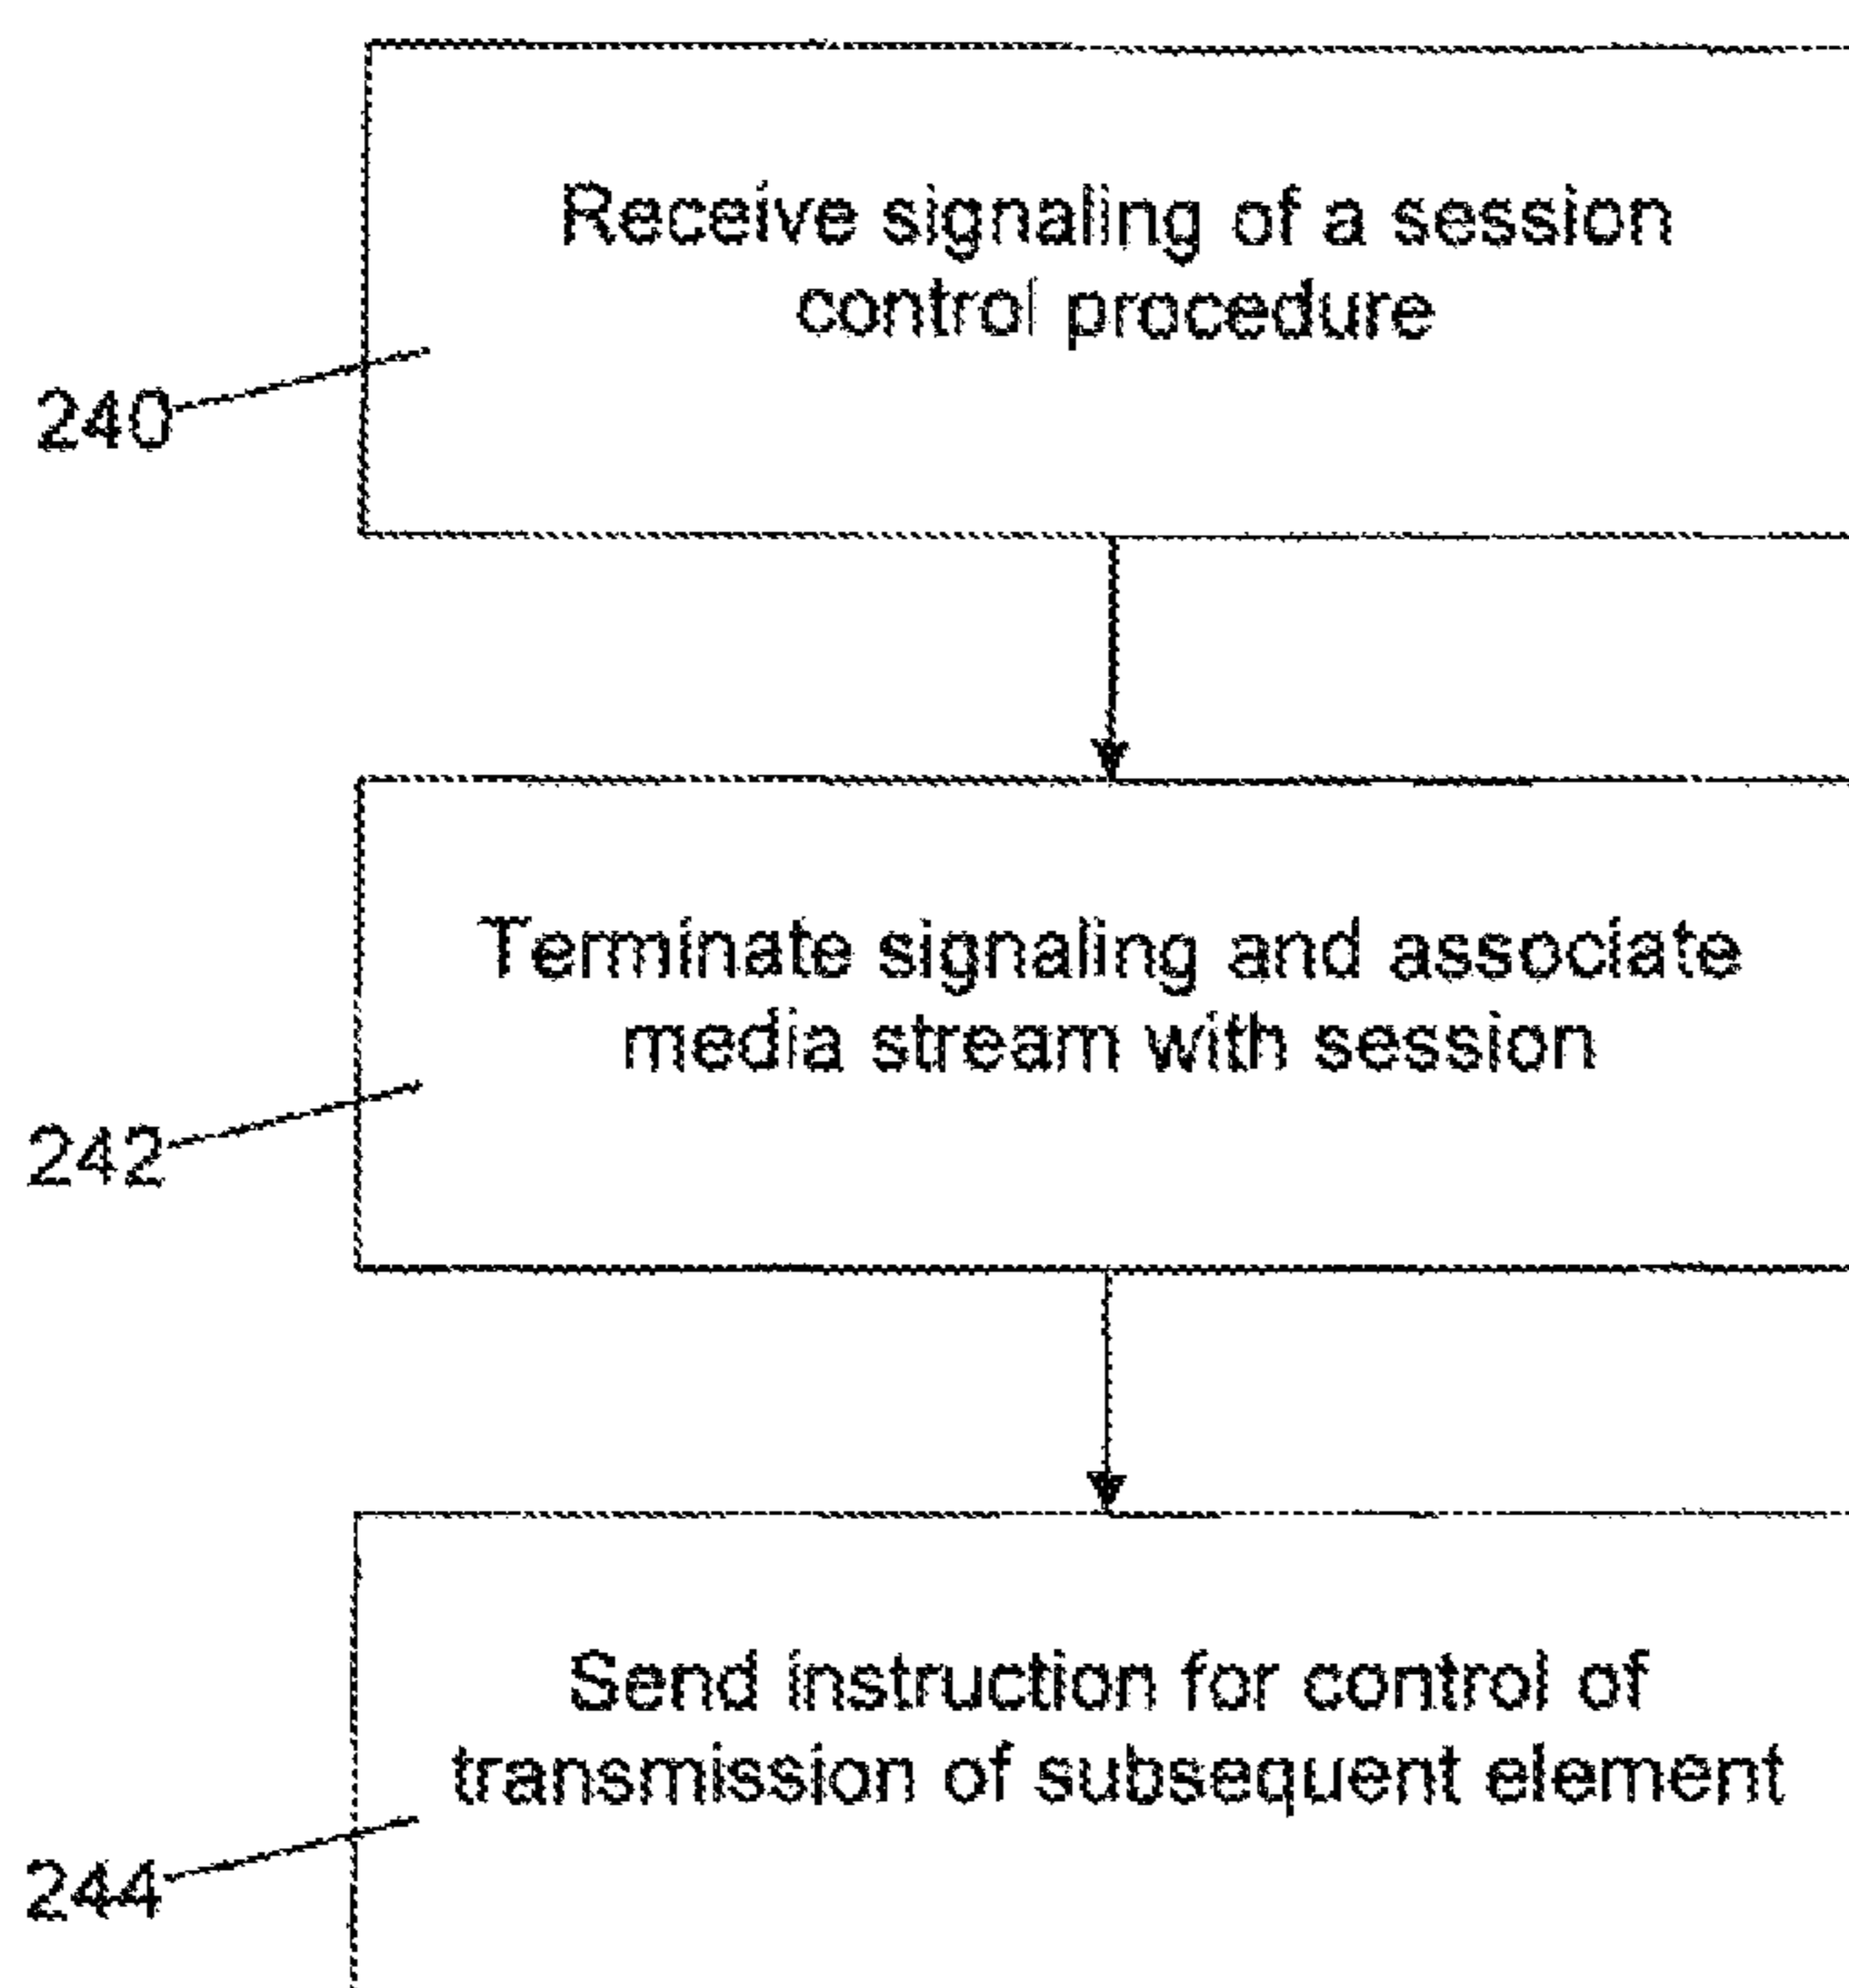 Receive signaling of a session
control procedure
240
Terminate signaling and associate
media stream with session
242
Send instruction for control of
transmission of subsequent element
244